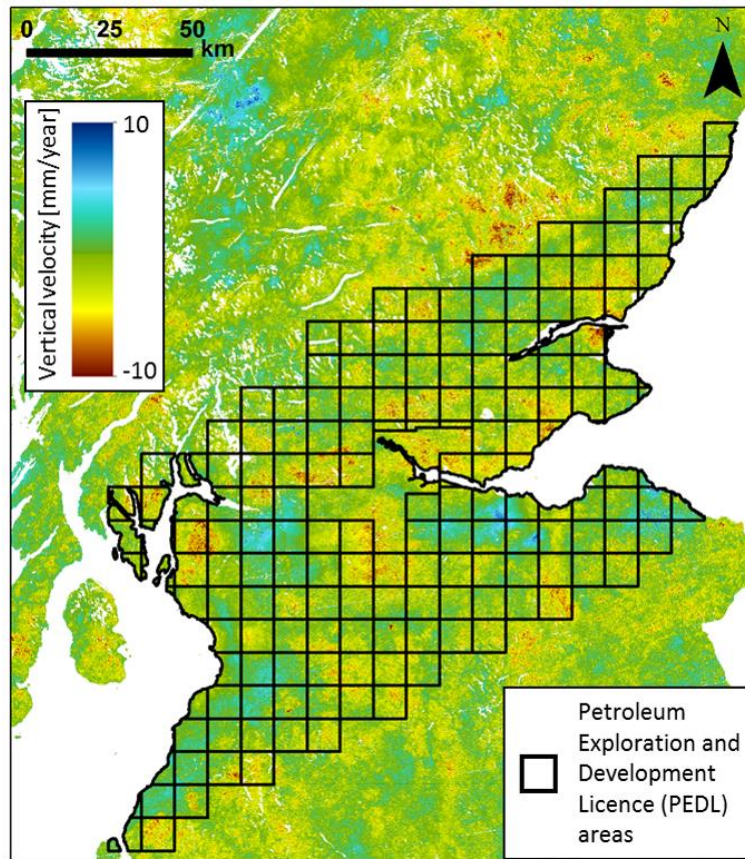 0 25 50
km
N
10
Vertical velocity [mm/year]
-10
Petroleum
Exploration and
Development
Licence (PEDL)
areas